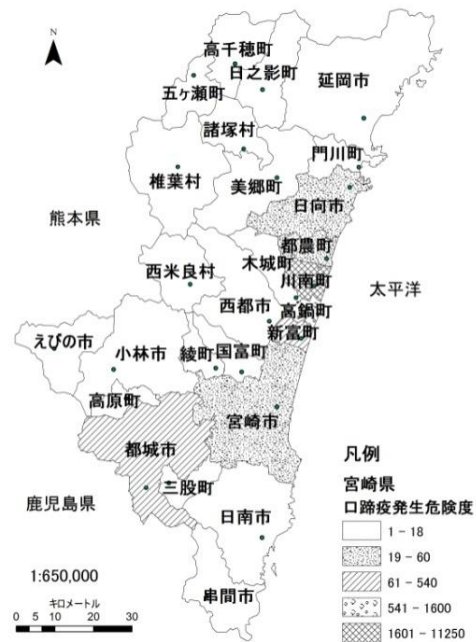 N
高千穂町
日之影町
延岡市
五ヶ瀬町
諸塚村
門川町
椎葉村
美郷町
日向市
熊本県
都農町
木城町
西米良村
川南町
太平洋
西都市
高鍋町
新富町
えびの市
小林市
綾町
国富町
高原町
宮崎市
都城市
凡例
三股町
宮崎県
鹿児島県
口蹄疫発生危険度
日南市
1 - 18
19 - 60
1:650,000
61 - 540
キロメートル
串間市
541 - 1600
0 5 10 20 30
1601 - 11250